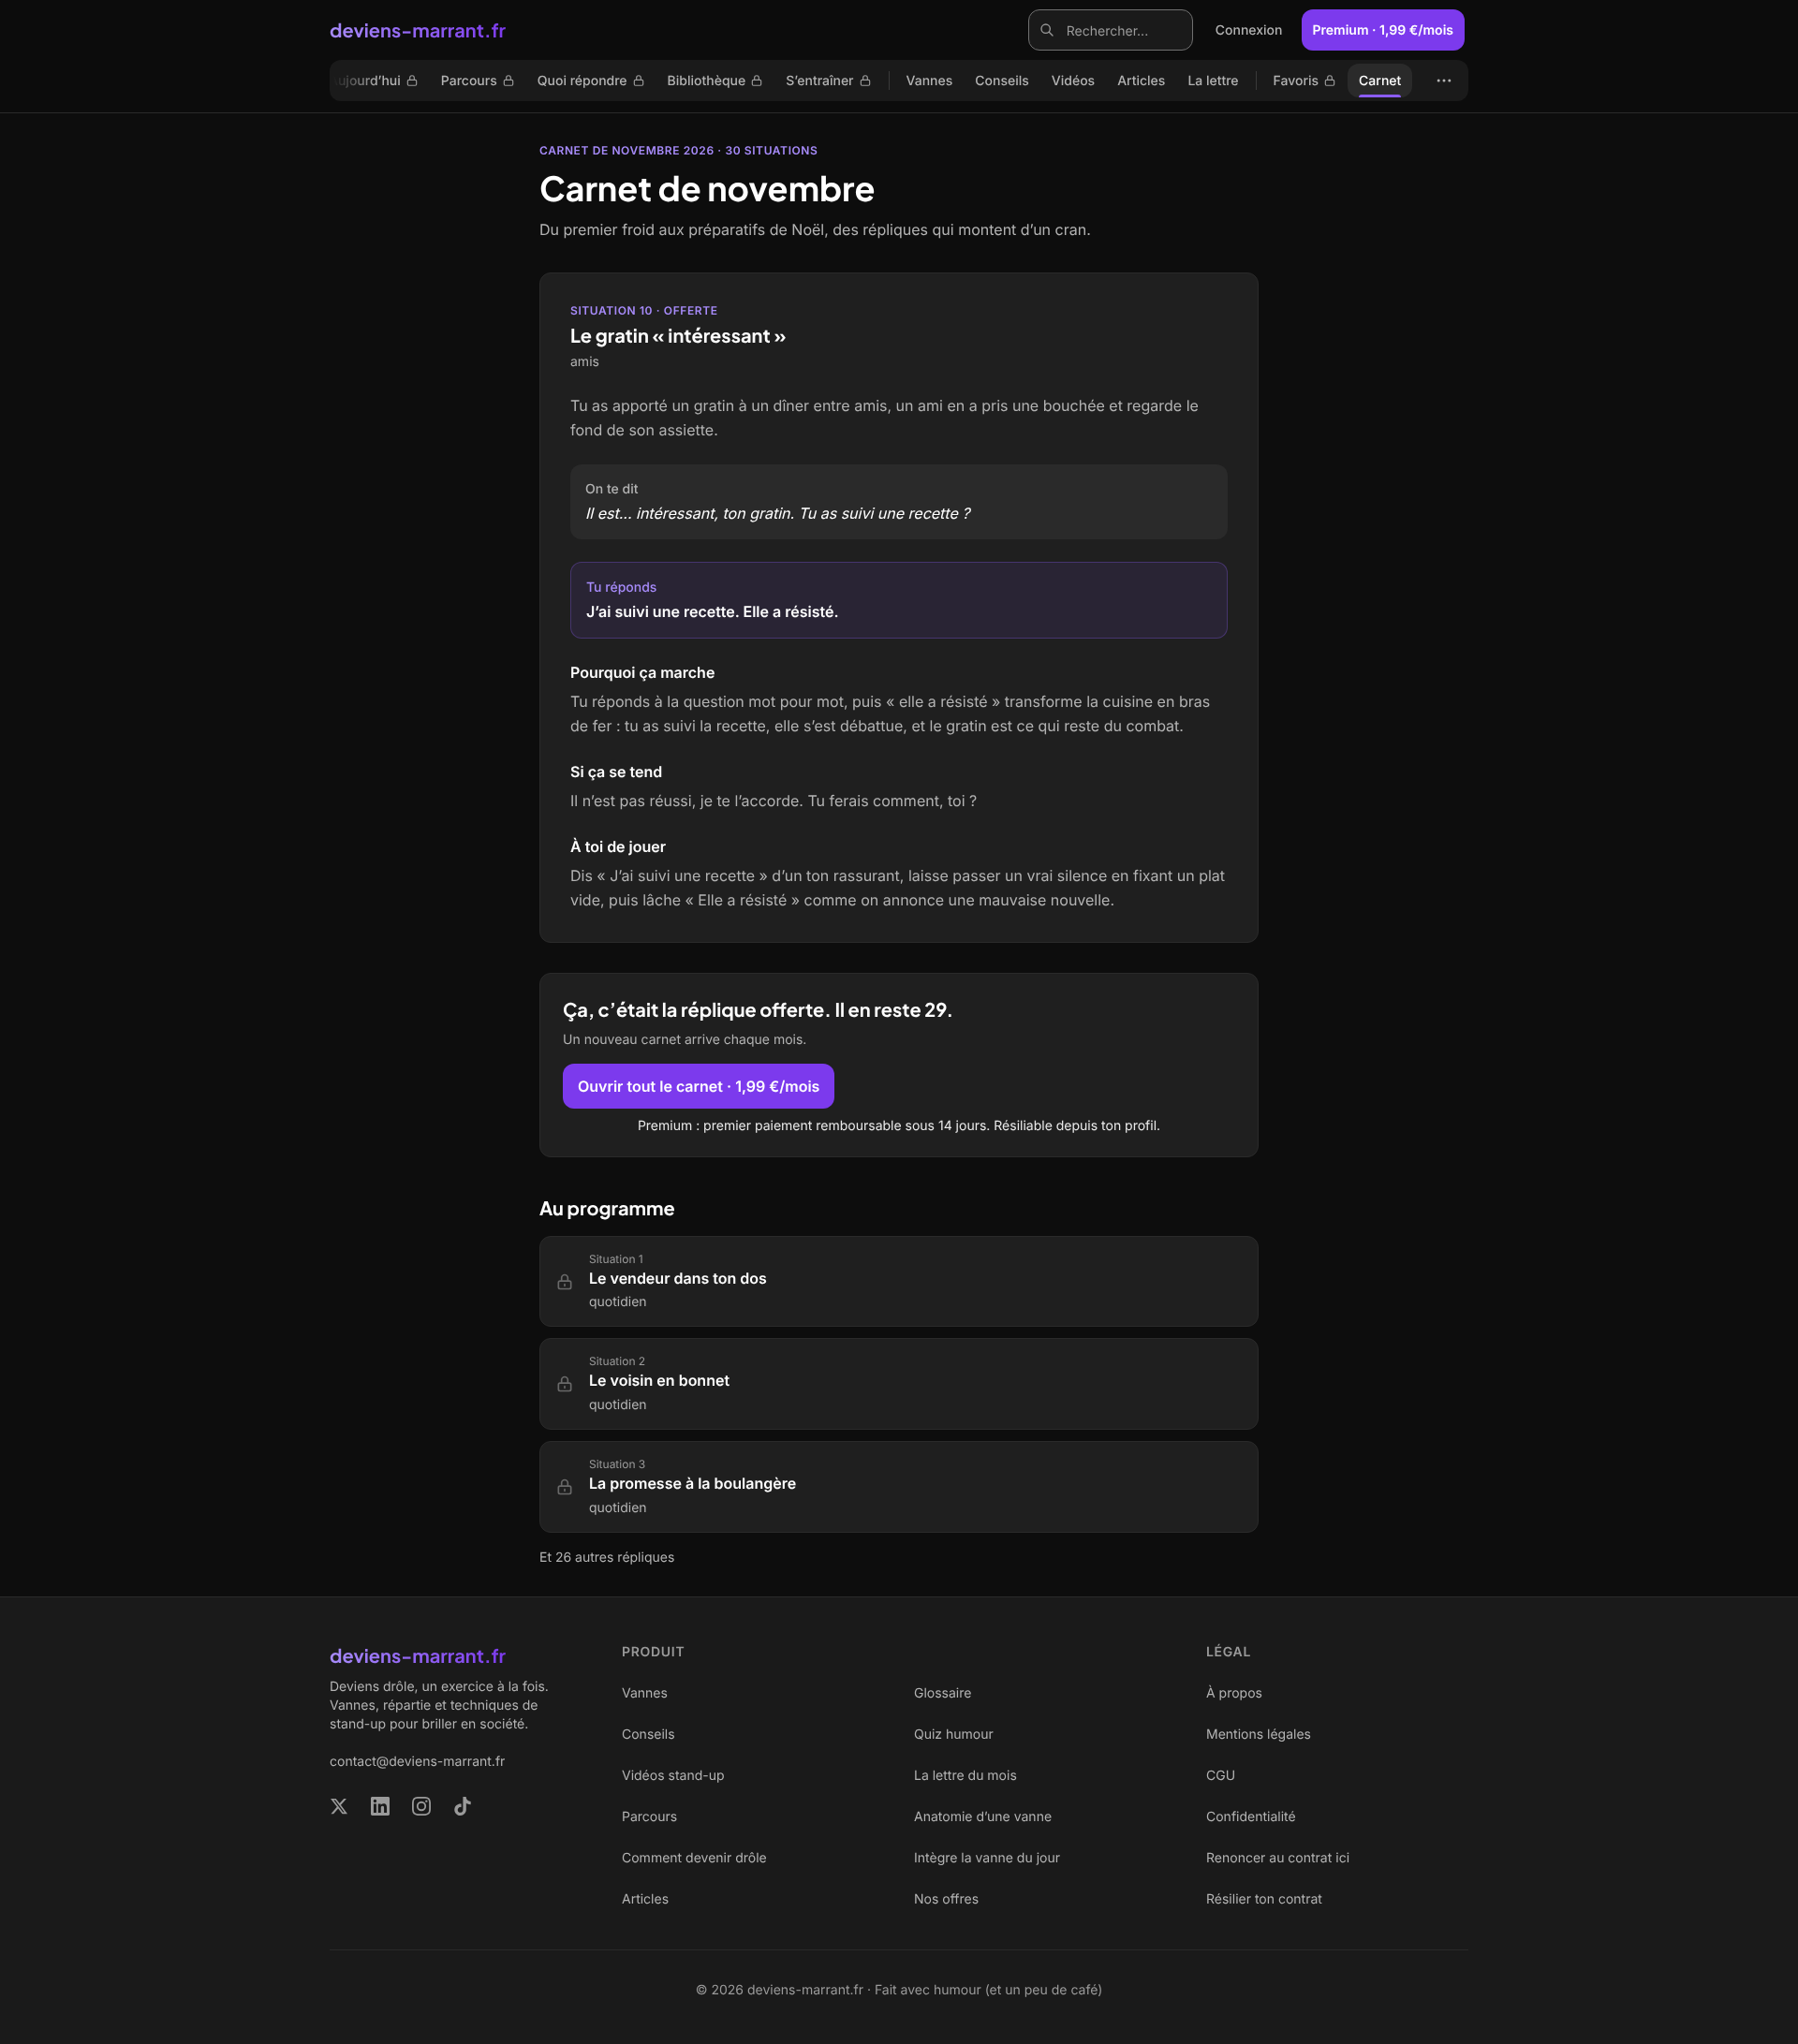 deviens-marrant.fr
Rechercher...
Connexion
Premium · 1,99 €/mois
Aujourd’hui
Parcours
Quoi répondre
Bibliothèque
S’entraîner
Vannes
Conseils
Vidéos
Articles
La lettre
Favoris
Carnet
CARNET DE NOVEMBRE 2026 · 30 SITUATIONS
Carnet de novembre
Du premier froid aux préparatifs de Noël, des répliques qui montent d’un cran.
SITUATION 10 · OFFERTE
Le gratin « intéressant »
amis
Tu as apporté un gratin à un dîner entre amis, un ami en a pris une bouchée et regarde le
fond de son assiette.
On te dit
Il est… intéressant, ton gratin. Tu as suivi une recette ?
Tu réponds
J’ai suivi une recette. Elle a résisté.
Pourquoi ça marche
Tu réponds à la question mot pour mot, puis « elle a résisté » transforme la cuisine en bras
de fer : tu as suivi la recette, elle s’est débattue, et le gratin est ce qui reste du combat.
Si ça se tend
Il n’est pas réussi, je te l’accorde. Tu ferais comment, toi ?
À toi de jouer
Dis « J’ai suivi une recette » d’un ton rassurant, laisse passer un vrai silence en fixant un plat
vide, puis lâche « Elle a résisté » comme on annonce une mauvaise nouvelle.
Ça, c’était la réplique offerte. Il en reste 29.
Un nouveau carnet arrive chaque mois.
Ouvrir tout le carnet · 1,99 €/mois
Premium : premier paiement remboursable sous 14 jours. Résiliable depuis ton profil.
Au programme
Situation 1
Le vendeur dans ton dos
quotidien
Situation 2
Le voisin en bonnet
quotidien
Situation 3
La promesse à la boulangère
quotidien
Et 26 autres répliques
deviens-marrant.fr
Deviens drôle, un exercice à la fois.
Vannes, répartie et techniques de
stand-up pour briller en société.
contact@deviens-marrant.fr
PRODUIT
Vannes
Conseils
Vidéos stand-up
Parcours
Comment devenir drôle
Articles
Glossaire
Quiz humour
La lettre du mois
Anatomie d’une vanne
Intègre la vanne du jour
Nos offres
LÉGAL
À propos
Mentions légales
CGU
Confidentialité
Renoncer au contrat ici
Résilier ton contrat
© 2026 deviens-marrant.fr · Fait avec humour (et un peu de café)